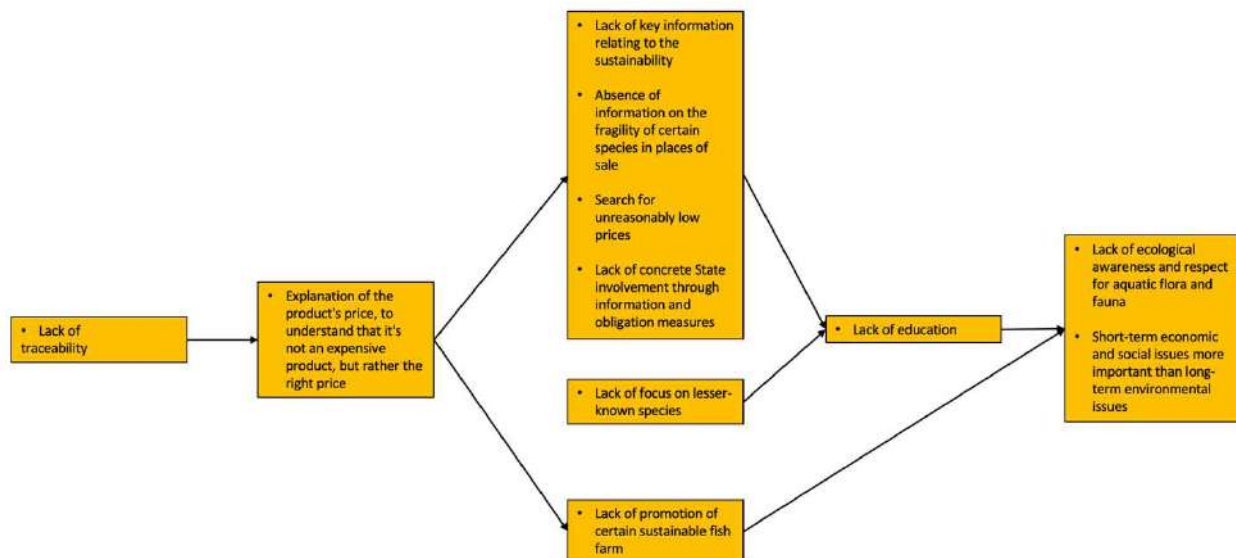 • Lack of
traceability
• Explanation of the
product's price, to
understand that it's
not an expensive
product, but rather the
right price
• Lack of key information
relating to the
sustainability
• Absence of
information on the
fragility of certain
species in places of
sale
• Search for
unreasonably low
prices
• Lack of concrete State
involvement through
information and
obligation measures
• Lack of focus on lesser-
known species
• Lack of promotion of
certain sustainable fish
farm
• Lack of education
• Lack of ecological
awareness and respect
for aquatic flora and
fauna
• Short-term economic
and social issues more
important than long-
term environmental
issues